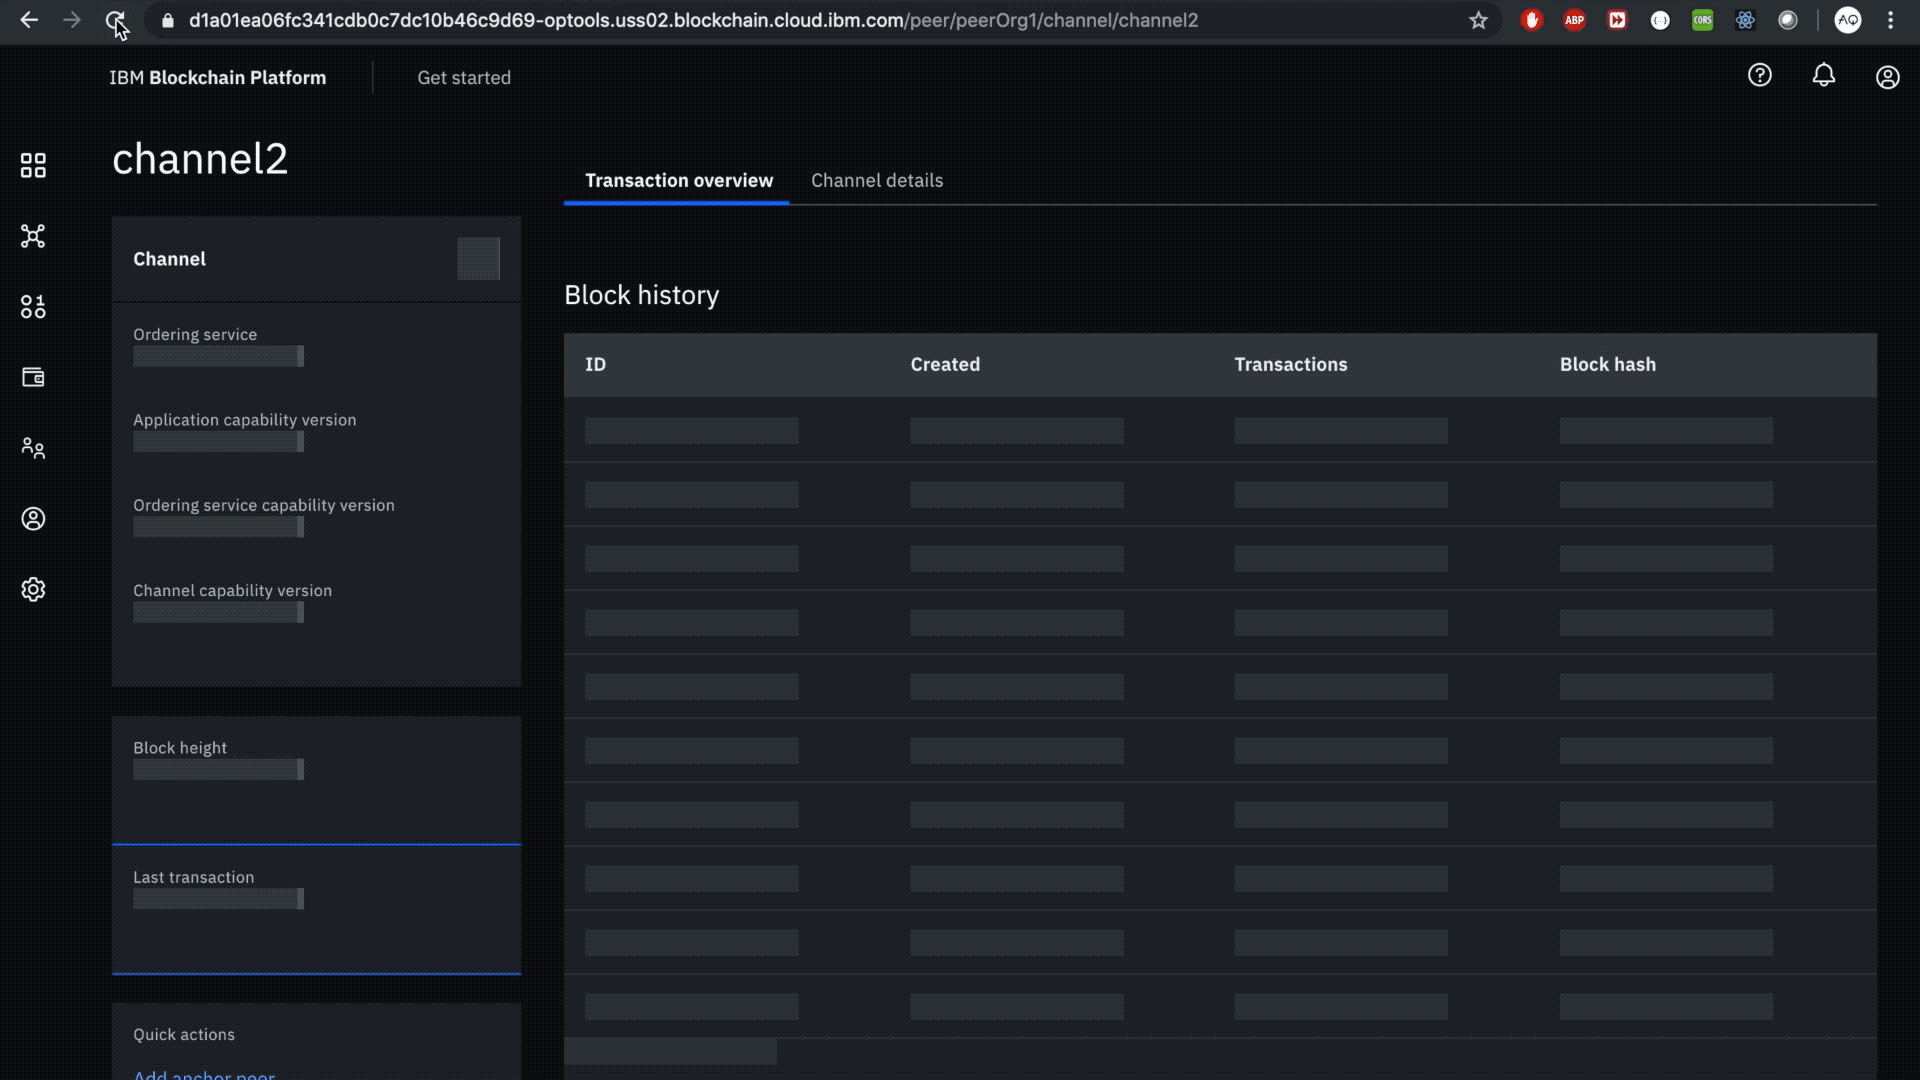 d1a01ea06fc341cdb0c7dc10b46c9d69-optools.uss02.blockchain.cloud.ibm.com/peer/peerOrg1/channel/channel2
ABP
CORS
AQ
IBM Blockchain Platform
Get started
channel2
Transaction overview
Channel details
Channel
Ordering service
Application capability version
Ordering service capability version
Channel capability version
Block height
Last transaction
Quick actions
Add anchor peer
Block history
ID Created Transactions Block hash